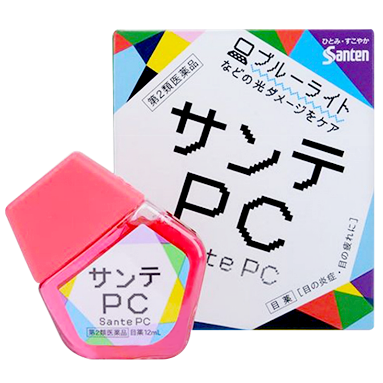 ひとみ・すこやか
Santen
ブルーライト
などの光ダメージをケア
第2類医薬品
サンテ
PC
Sante PC
目薬 [目の炎症・目の疲れに]
サンテ
PC
Sante PC
第2類医薬品 目薬 12mL